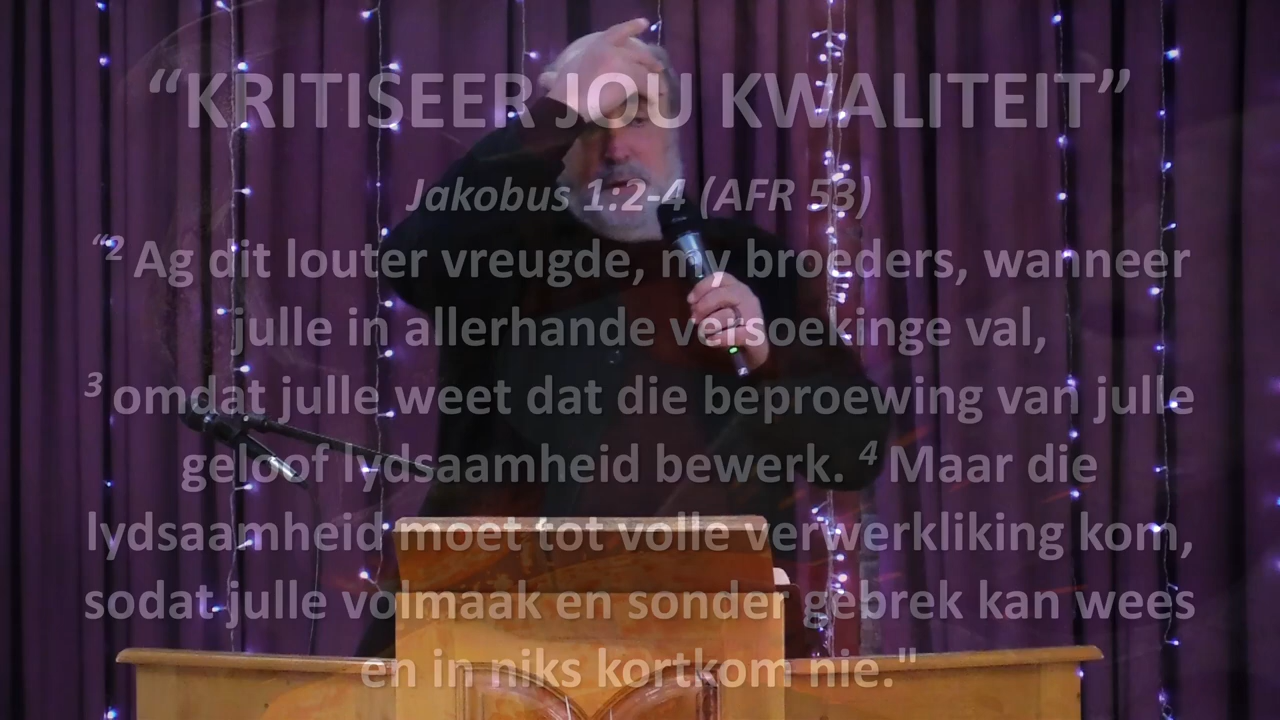 “KRITISEER JOU KWALITEIT”
Jakobus 1:2-4 (AFR 53)
“2 Ag dit louter vreugde, my broeders, wanneer
julle in allerhande versoekinge val,
3 omdat julle weet dat die beproewing van julle
geloof lydsaamheid bewerk. 4 Maar die
lydsaamheid moet tot volle verwerkliking kom,
sodat julle volmaak en sonder gebrek kan wees
en in niks kortkom nie."